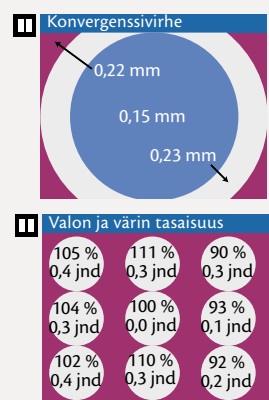 Konvergenssivirhe
0,22 mm
0,15 mm
0,23 mm
Valon ja värin tasaisuus
105 % 111 % 90 %
0,4 jnd 0,3 jnd 0,3 jnd
104 % 100 % 93 %
0,3 jnd 0,0 jnd 0,1 jnd
102 % 110 % 92 %
0,4 jnd 0,3 jnd 0,2 jnd